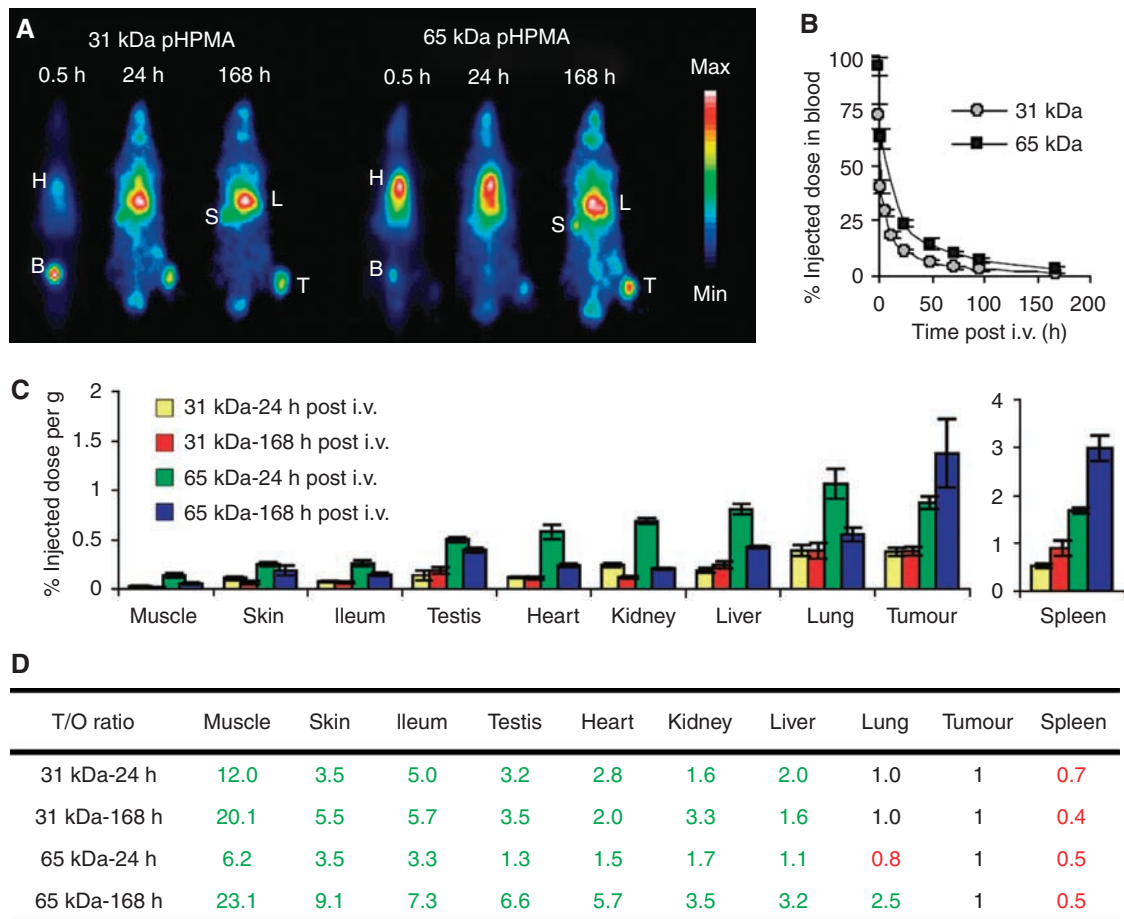 A
31 kDa pHPMA
65 kDa pHPMA
0.5 h 24 h 168 h
0.5 h 24 h 168 h
Max
H
S
L
B
T
H
S
L
B
T
Min
B
% Injected dose in blood
100
75
50
25
0
31 kDa
65 kDa
0 50 100 150 200
Time post i.v. (h)
C
% Injected dose per g
2
1.5
1
0.5
0
31 kDa-24 h post i.v.
31 kDa-168 h post i.v.
65 kDa-24 h post i.v.
65 kDa-168 h post i.v.
Muscle Skin Ileum Testis Heart Kidney Liver Lung Tumour
4
3
2
1
0
Spleen
D
T/O ratio Muscle Skin Ileum Testis Heart Kidney Liver Lung Tumour Spleen
31 kDa-24 h 12.0 3.5 5.0 3.2 2.8 1.6 2.0 1.0 1 0.7
31 kDa-168 h 20.1 5.5 5.7 3.5 2.0 3.3 1.6 1.0 1 0.4
65 kDa-24 h 6.2 3.5 3.3 1.3 1.5 1.7 1.1 0.8 1 0.5
65 kDa-168 h 23.1 9.1 7.3 6.6 5.7 3.5 3.2 2.5 1 0.5